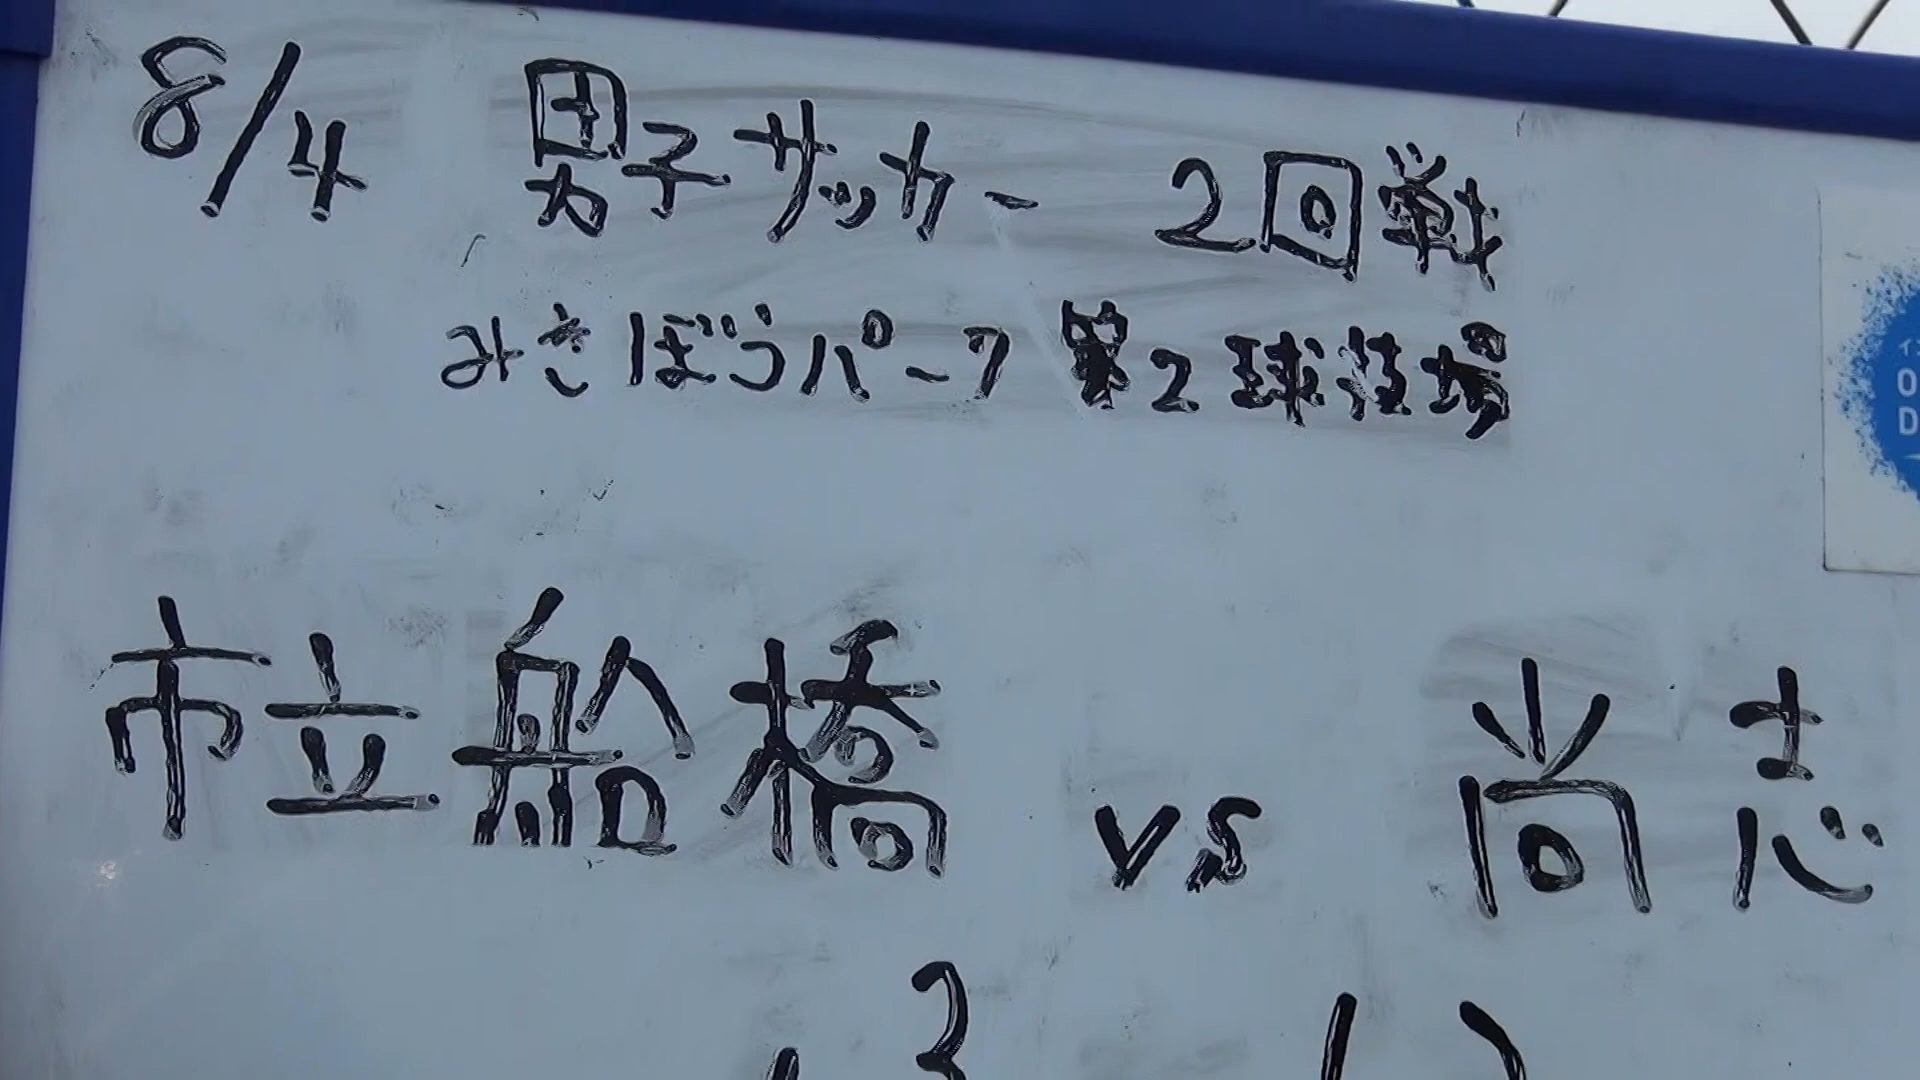 8/4 男子サッカー 2回戦
みきぼうパーク 第2球技場
市立船橋 vs 尚志